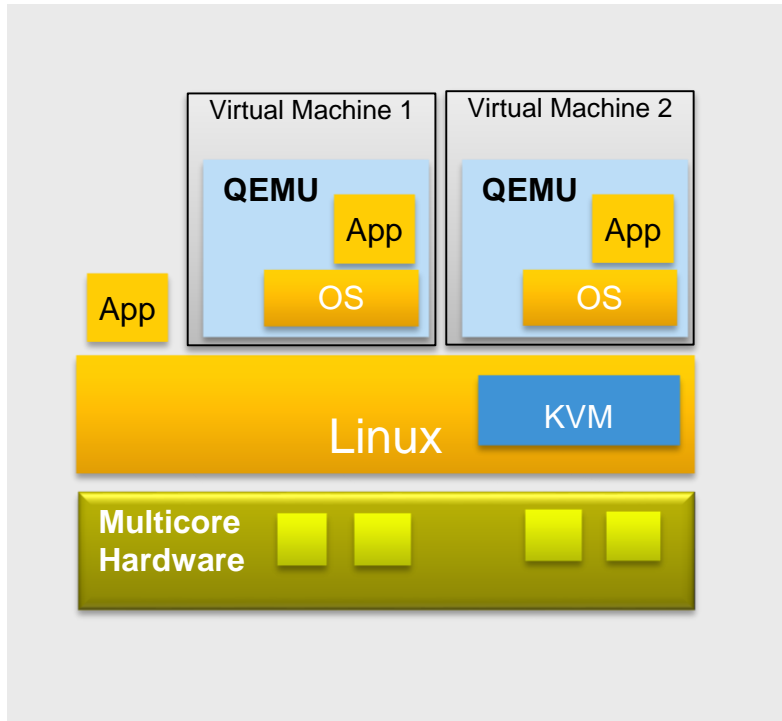 Virtual Machine 1
Virtual Machine 2
QEMU
QEMU
App
App
OS
OS
App
Linux
KVM
Multicore
Hardware